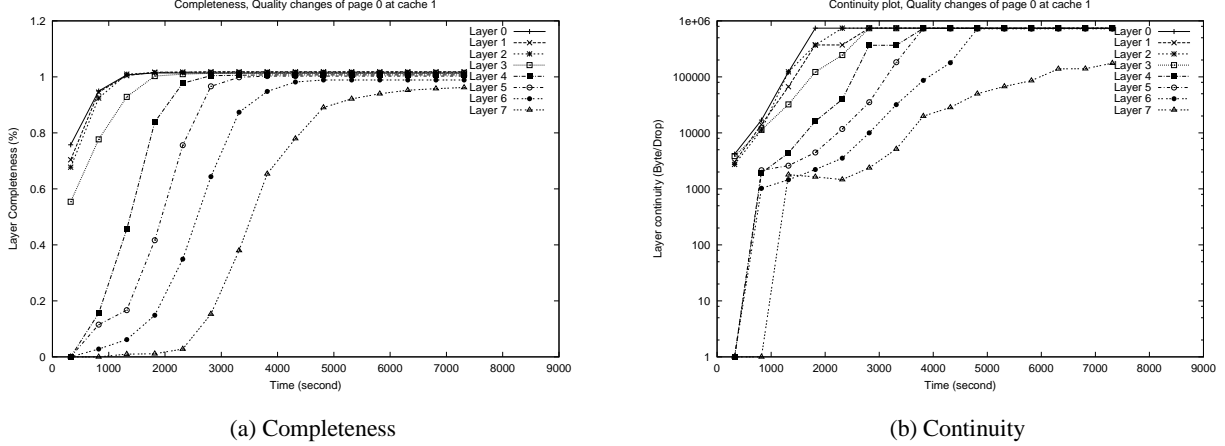 Completeness, Quality changes of page 0 at cache 1
1.2
1
0.8
0.6
0.4
0.2
0
Layer Completeness (%)
0 1000 2000 3000 4000 5000 6000 7000 8000 9000
Time (second)
Layer 0
Layer 1
Layer 2
Layer 3
Layer 4
Layer 5
Layer 6
Layer 7
(a) Completeness
Continuity plot, Quality changes of page 0 at cache 1
1e+06
100000
10000
1000
100
10
1
Layer continuity (Byte/Drop)
0 1000 2000 3000 4000 5000 6000 7000 8000 9000
Time (second)
Layer 0
Layer 1
Layer 2
Layer 3
Layer 4
Layer 5
Layer 6
Layer 7
(b) Continuity